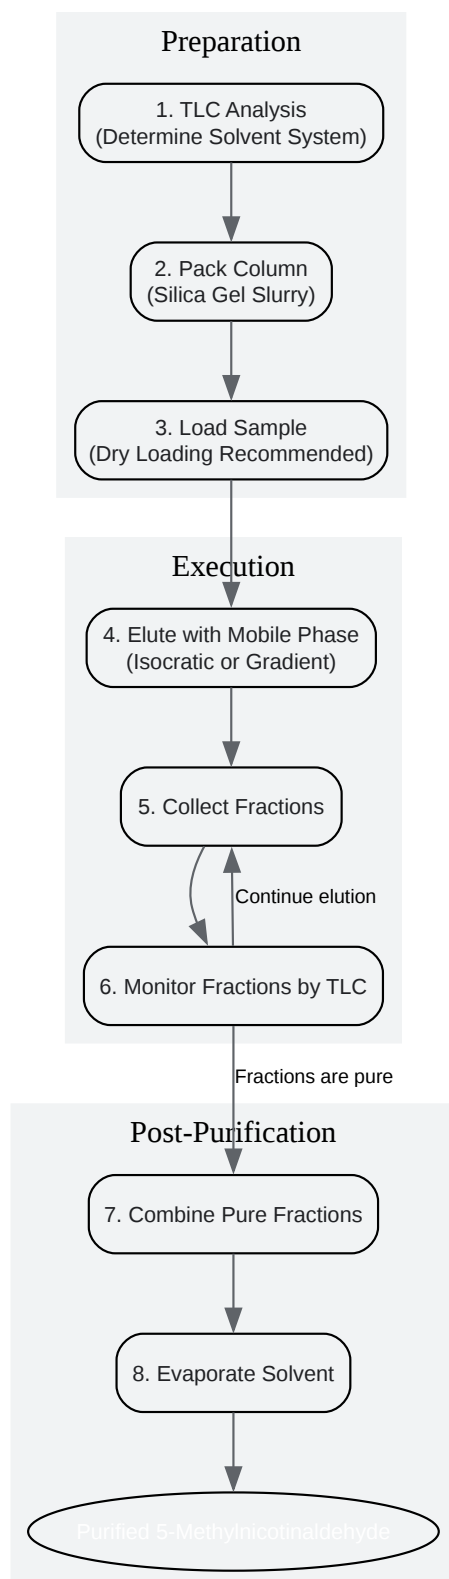 Preparation
1. TLC Analysis
(Determine Solvent System)
2. Pack Column
(Silica Gel Slurry)
3. Load Sample
(Dry Loading Recommended)
Execution
4. Elute with Mobile Phase
(Isocratic or Gradient)
5. Collect Fractions
Continue elution
6. Monitor Fractions by TLC
Fractions are pure
Post-Purification
7. Combine Pure Fractions
8. Evaporate Solvent
Purified 5-Methylnicotinaldehyde